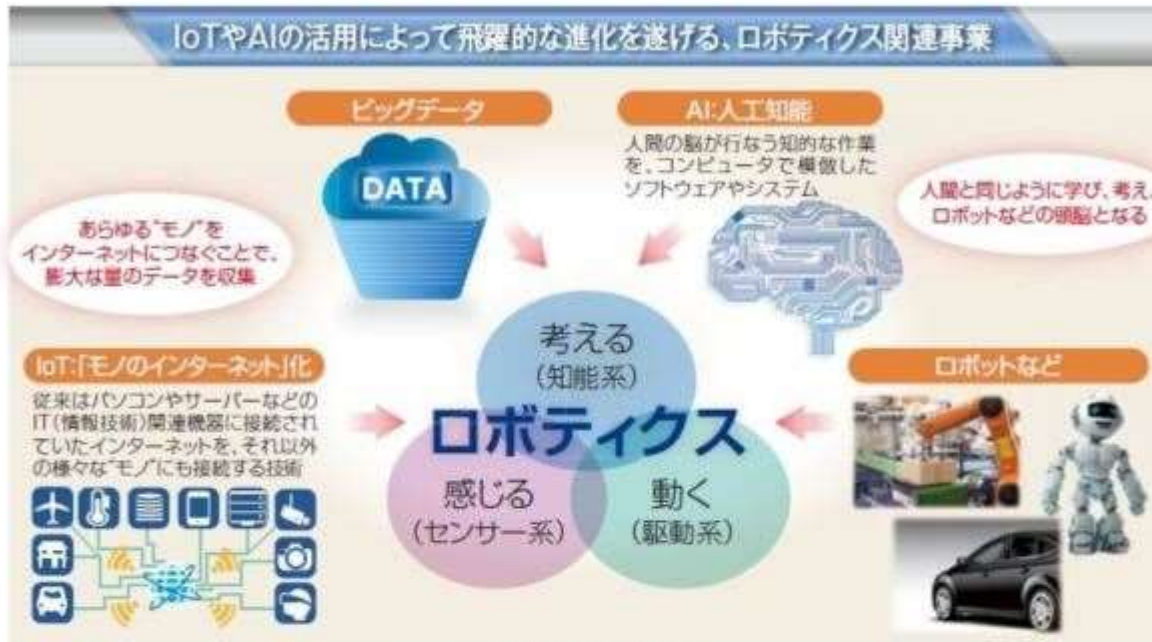 IoTやAIの活用によって飛躍的な進化を遂げる、ロボティクス関連事業
ビッグデータ
DATA
AI:人工知能
人間の脳が行なう知的な作業
を、コンピュータで模倣した
ソフトウェアやシステム
あらゆる“モノ”を
インターネットにつなぐことで、
膨大な量のデータを収集
人間と同じように学び、考え、
ロボットなどの頭脳となる
IoT:「モノのインターネット」化
従来はパソコンやサーバーなどの
IT(情報技術)関連機器に接続され
ていたインターネットを、それ以外
の様々な“モノ”にも接続する技術
考える
(知能系)
ロボティクス
感じる
(センサー系)
動く
(駆動系)
ロボットなど